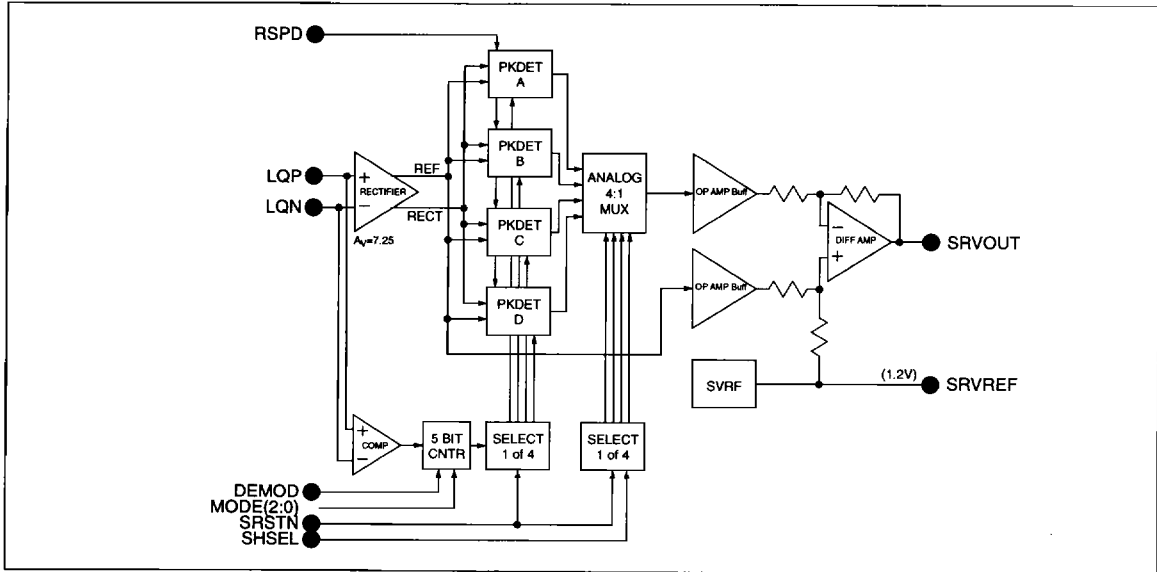 RSPD
PKDET
A
PKDET
B
LQP
+
RECTIFIER
REF
ANALOG
4:1
MUX
OP AMP Buff
LQN
−
RECT
AV=7.25
PKDET
C
−
DIFF AMP
+
SRVOUT
OP AMP Buff
PKDET
D
SVRF
(1.2V)
SRVREF
+
COMP
−
5 BIT
CNTR
SELECT
1 of 4
SELECT
1 of 4
DEMOD
MODE(2:0)
SRSTN
SHSEL